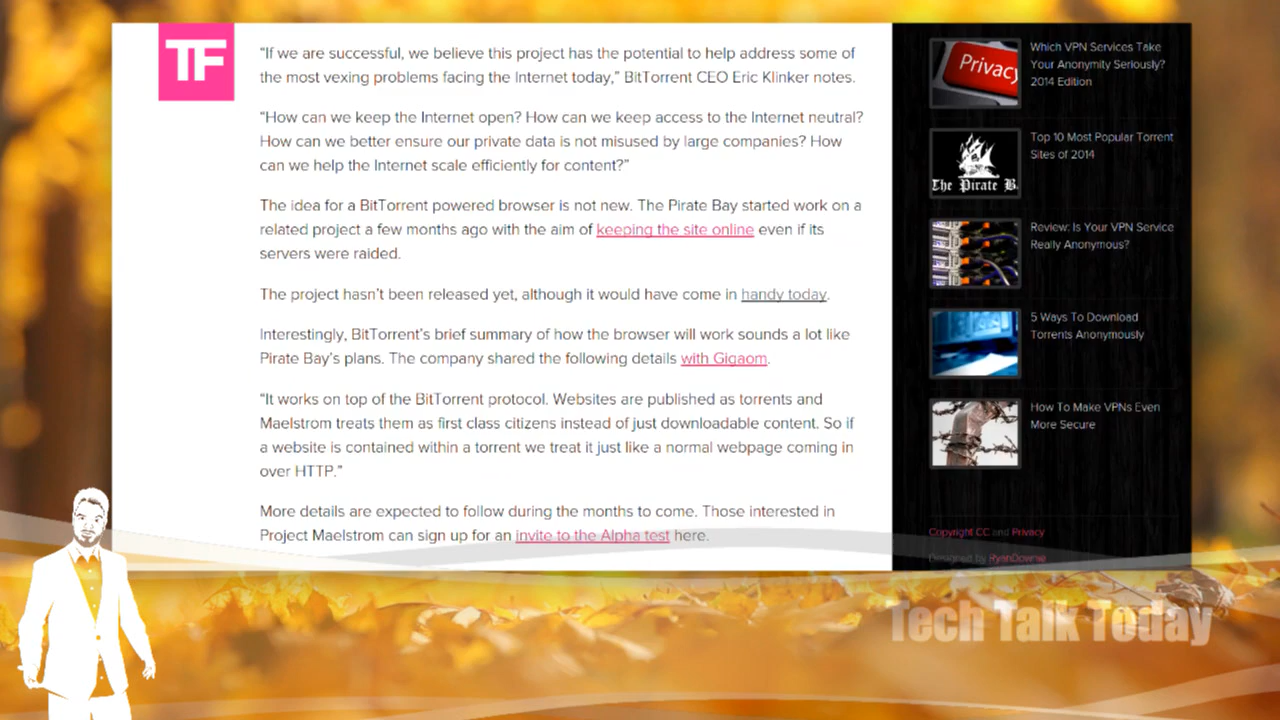 TF
“If we are successful, we believe this project has the potential to help address some of
the most vexing problems facing the Internet today,” BitTorrent CEO Eric Klinker notes.
“How can we keep the Internet open? How can we keep access to the Internet neutral?
How can we better ensure our private data is not misused by large companies? How
can we help the Internet scale efficiently for content?”
The idea for a BitTorrent powered browser is not new. The Pirate Bay started work on a
related project a few months ago with the aim of keeping the site online even if its
servers were raided.
The project hasn’t been released yet, although it would have come in handy today.
Interestingly, BitTorrent’s brief summary of how the browser will work sounds a lot like
Pirate Bay’s plans. The company shared the following details with Gigaom.
“It works on top of the BitTorrent protocol. Websites are published as torrents and
Maelstrom treats them as first class citizens instead of just downloadable content. So if
a website is contained within a torrent we treat it just like a normal webpage coming in
over HTTP.”
More details are expected to follow during the months to come. Those interested in
Project Maelstrom can sign up for an invite to the Alpha test here.
Privacy
Which VPN Services Take
Your Anonymity Seriously?
2014 Edition
The Pirate B
Top 10 Most Popular Torrent
Sites of 2014
Review: Is Your VPN Service
Really Anonymous?
5 Ways To Download
Torrents Anonymously
How To Make VPNs Even
More Secure
Copyright CC and Privacy
Designed by
Tech Talk Today